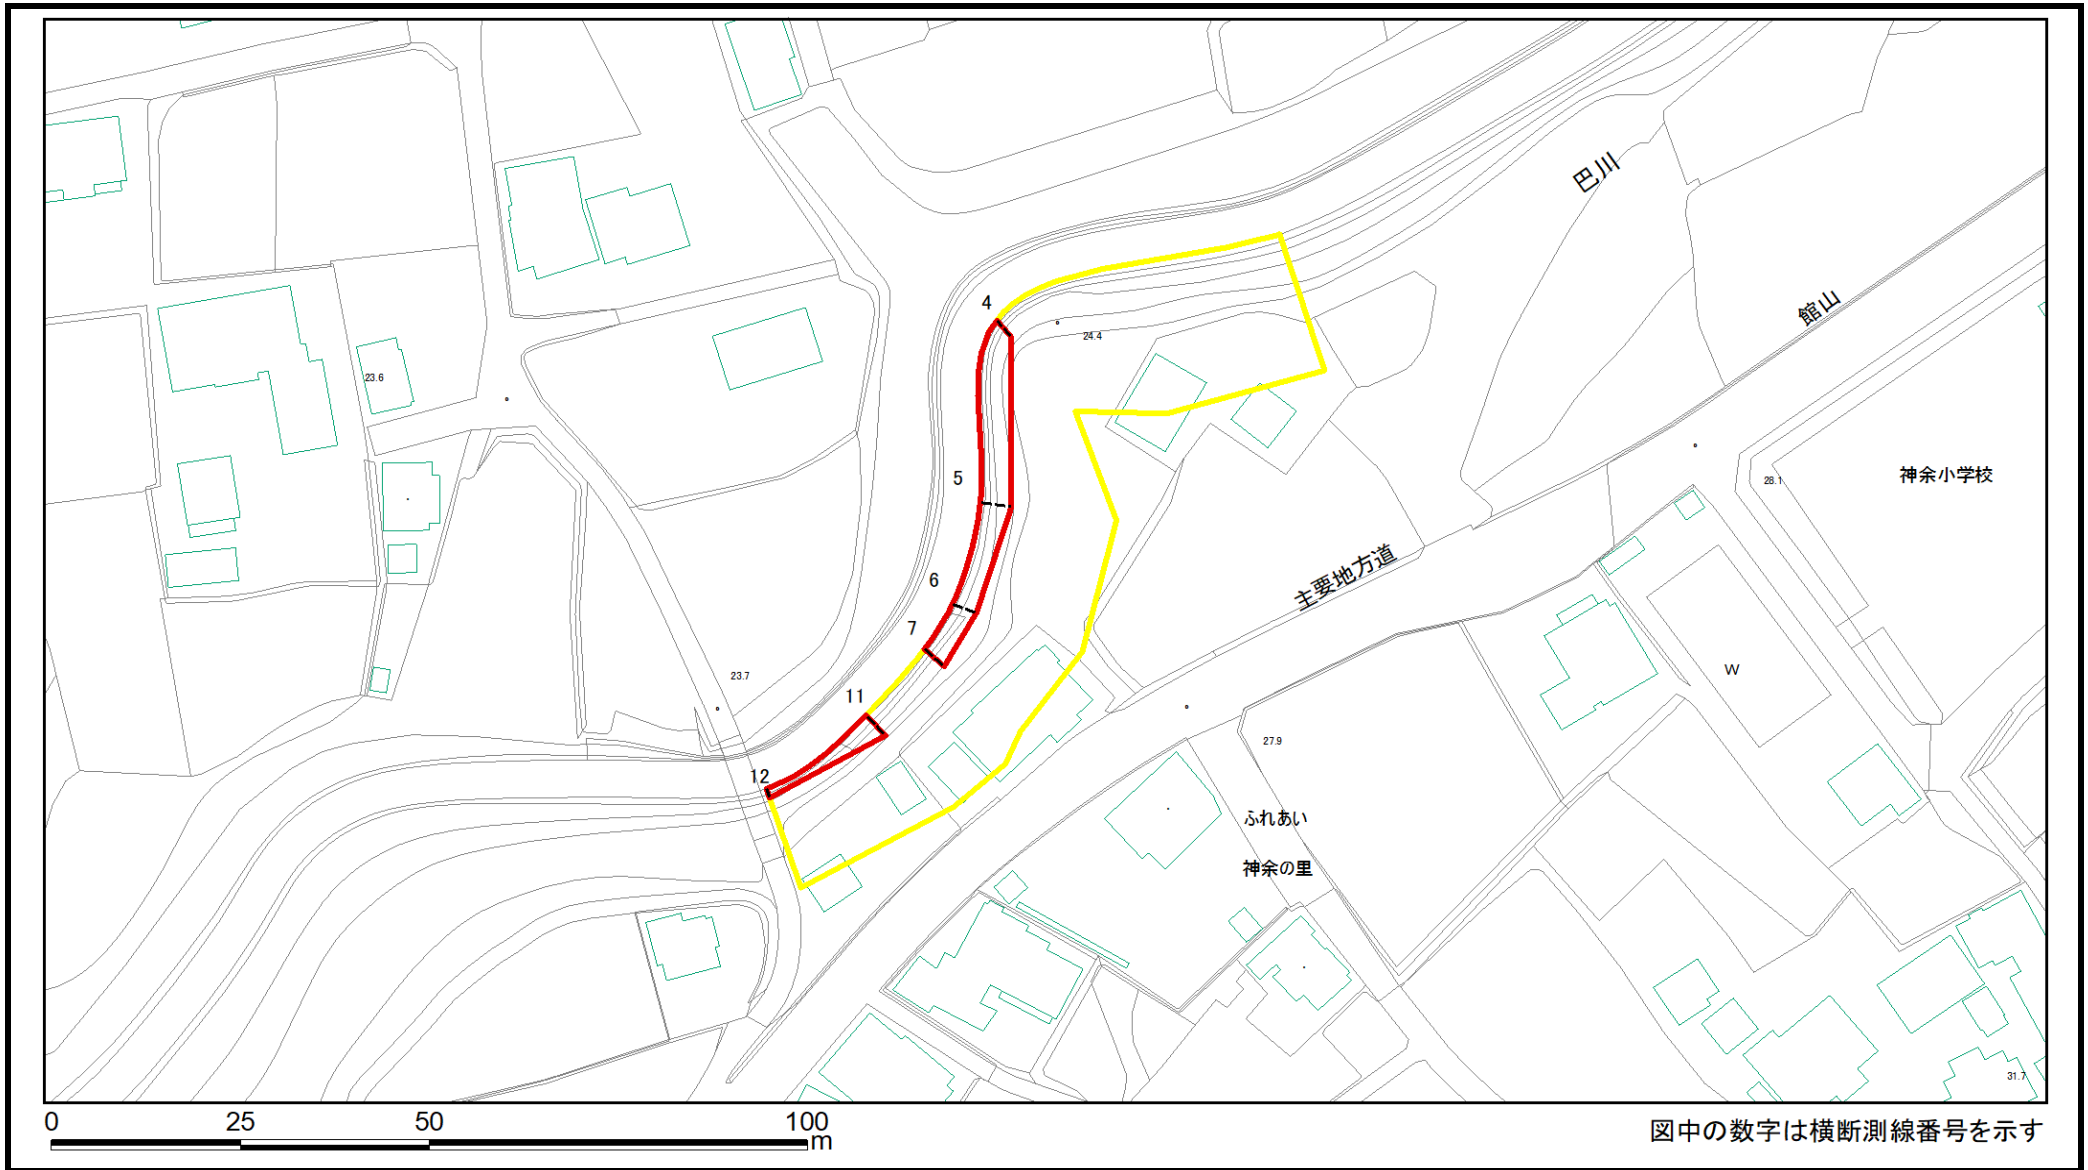 巴川
館山
4
24.4
23.6
5
28.1
神余小学校
主要地方道
6
7
W
23.7
11
27.9
12
ふれあい
神余の里
31.7
0 25 50 100
m
図中の数字は横断測線番号を示す